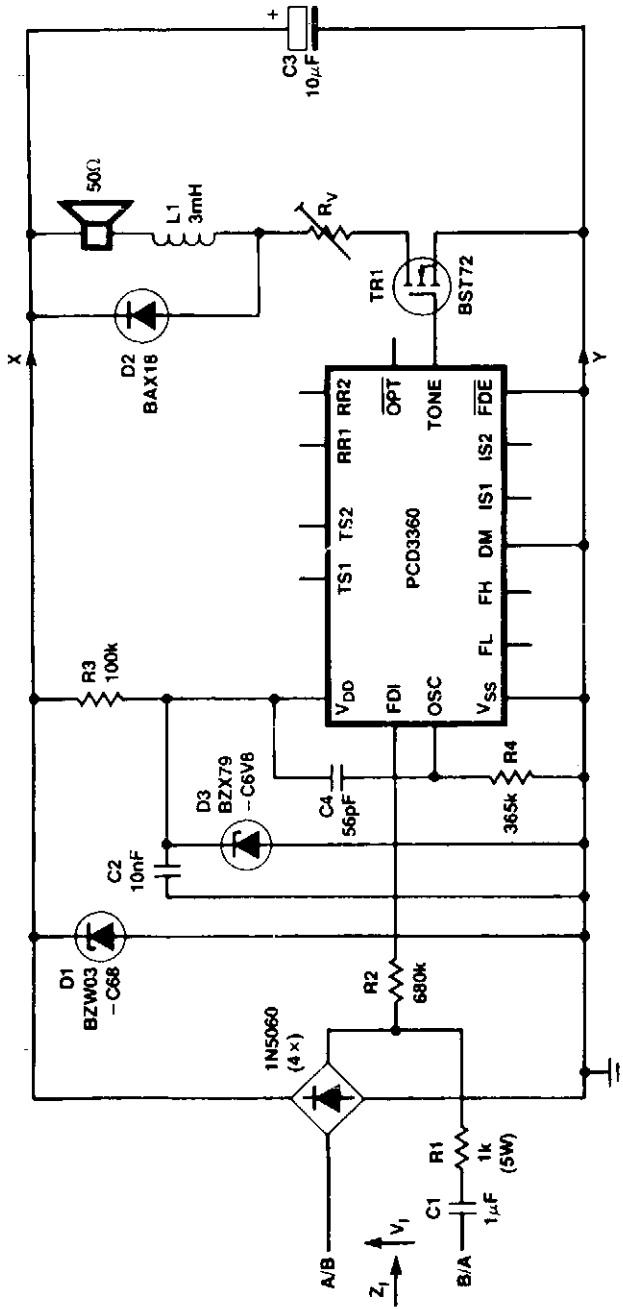 X
C3
10μF
+
50Ω
L1
3mH
D2
BAX18
RV
TR1
BST72
R3
100k
D3
BZX79
-C6V8
C2
10nF
D1
BZW03
-C68
C4
56pF
TS1
TS2
RR1
RR2
VDD
OPT
FDI
PCD3360
TONE
OSC
VSS
FL
FH
DM
IS1
IS2
FDE
R4
365k
R2
680k
1N5060
(4×)
A/B
ZI
VI
B/A
C1
1μF
R1
1k
(5W)
Y